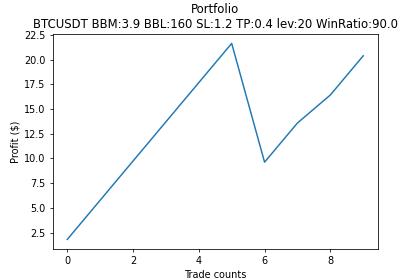 Portfolio
BTCUSDT BBM:3.9 BBL:160 SL:1.2 TP:0.4 lev:20 WinRatio:90.0
22.5
20.0
17.5
15.0
12.5
10.0
7.5
5.0
2.5
Profit ($)
0 2 4 6 8
Trade counts